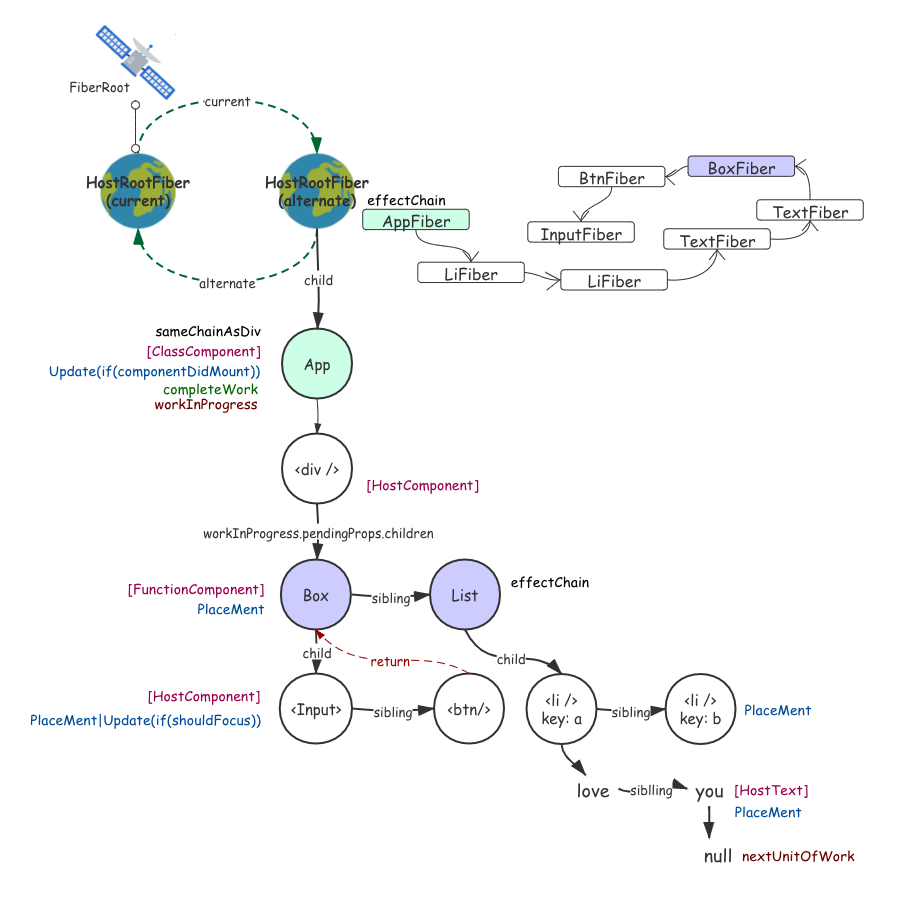 FiberRoot
current
HostRootFiber
(current)
HostRootFiber
(alternate)
alternate
child
effectChain
AppFiber
LiFiber
LiFiber
TextFiber
TextFiber
BoxFiber
BtnFiber
InputFiber
sameChainAsDiv
[ClassComponent]
Update(if(componentDidMount))
completeWork
workInProgress
App
<div />
[HostComponent]
workInProgress.pendingProps.children
[FunctionComponent]
PlaceMent
Box
sibling
List
effectChain
child
return
child
[HostComponent]
PlaceMent|Update(if(shouldFocus))
<Input>
sibling
<btn/>
<li />
key: a
sibling
<li />
key: b
PlaceMent
love
siblling
you
[HostText]
PlaceMent
null
nextUnitOfWork